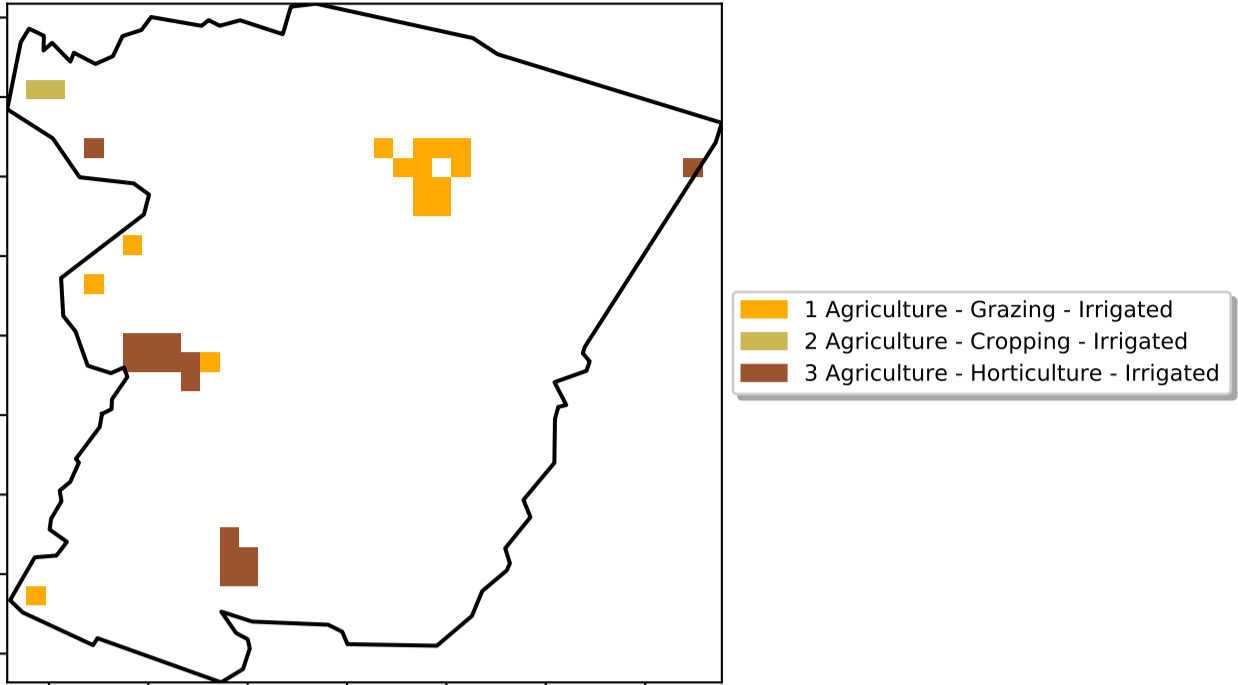 1 Agriculture - Grazing - Irrigated
2 Agriculture - Cropping - Irrigated
3 Agriculture - Horticulture - Irrigated